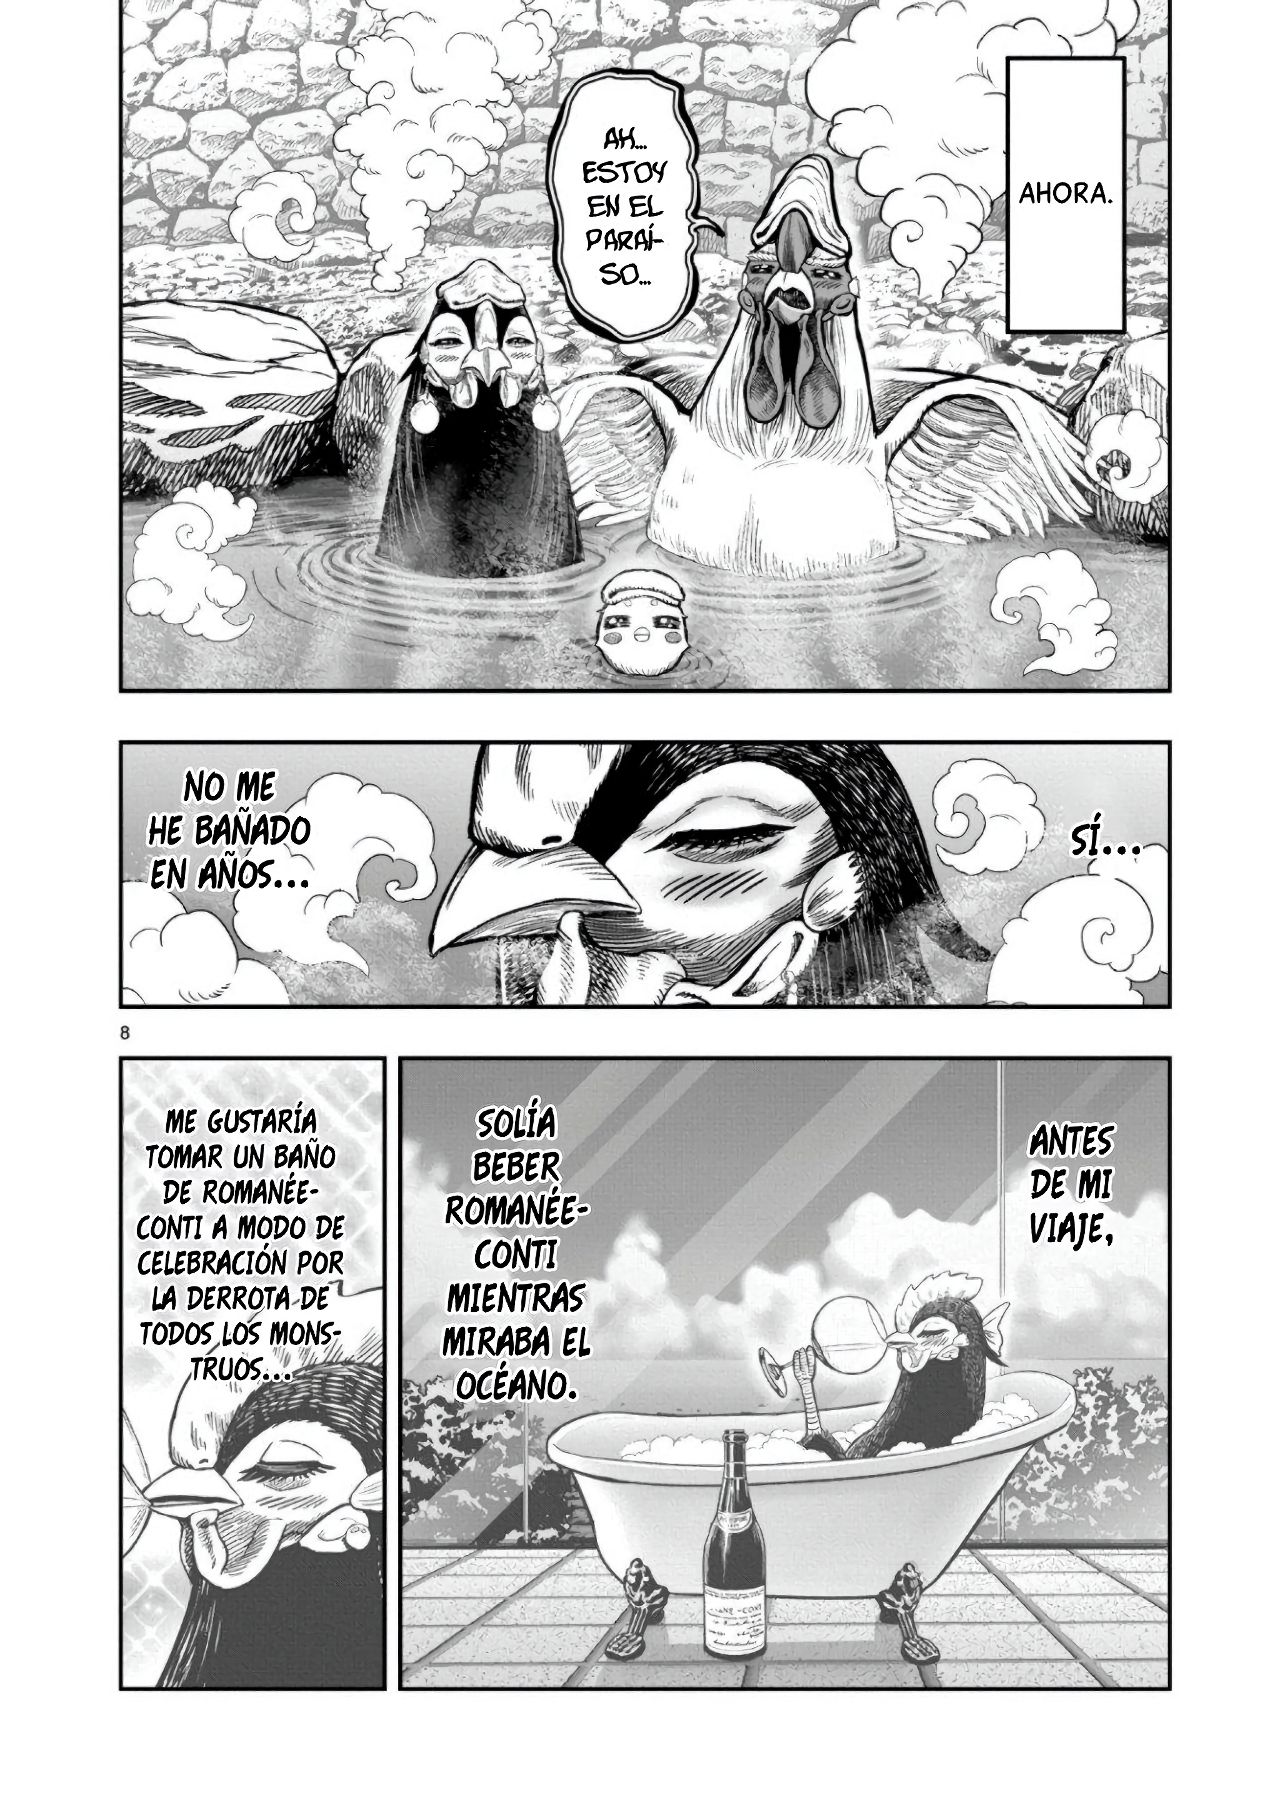 AHORA.
AH...
ESTOY
EN EL
PARAÍ-
SO...
SÍ...
NO ME
HE BAÑADO
EN AÑOS...
8
ANTES
DE MI
VIAJE,
SOLÍA
BEBER
ROMANÉE-
CONTI
MIENTRAS
MIRABA EL
OCÉANO.
ME GUSTARÍA
TOMAR UN BAÑO
DE ROMANÉE-
CONTI A MODO DE
CELEBRACIÓN POR
LA DERROTA DE
TODOS LOS MONS-
TRUOS...